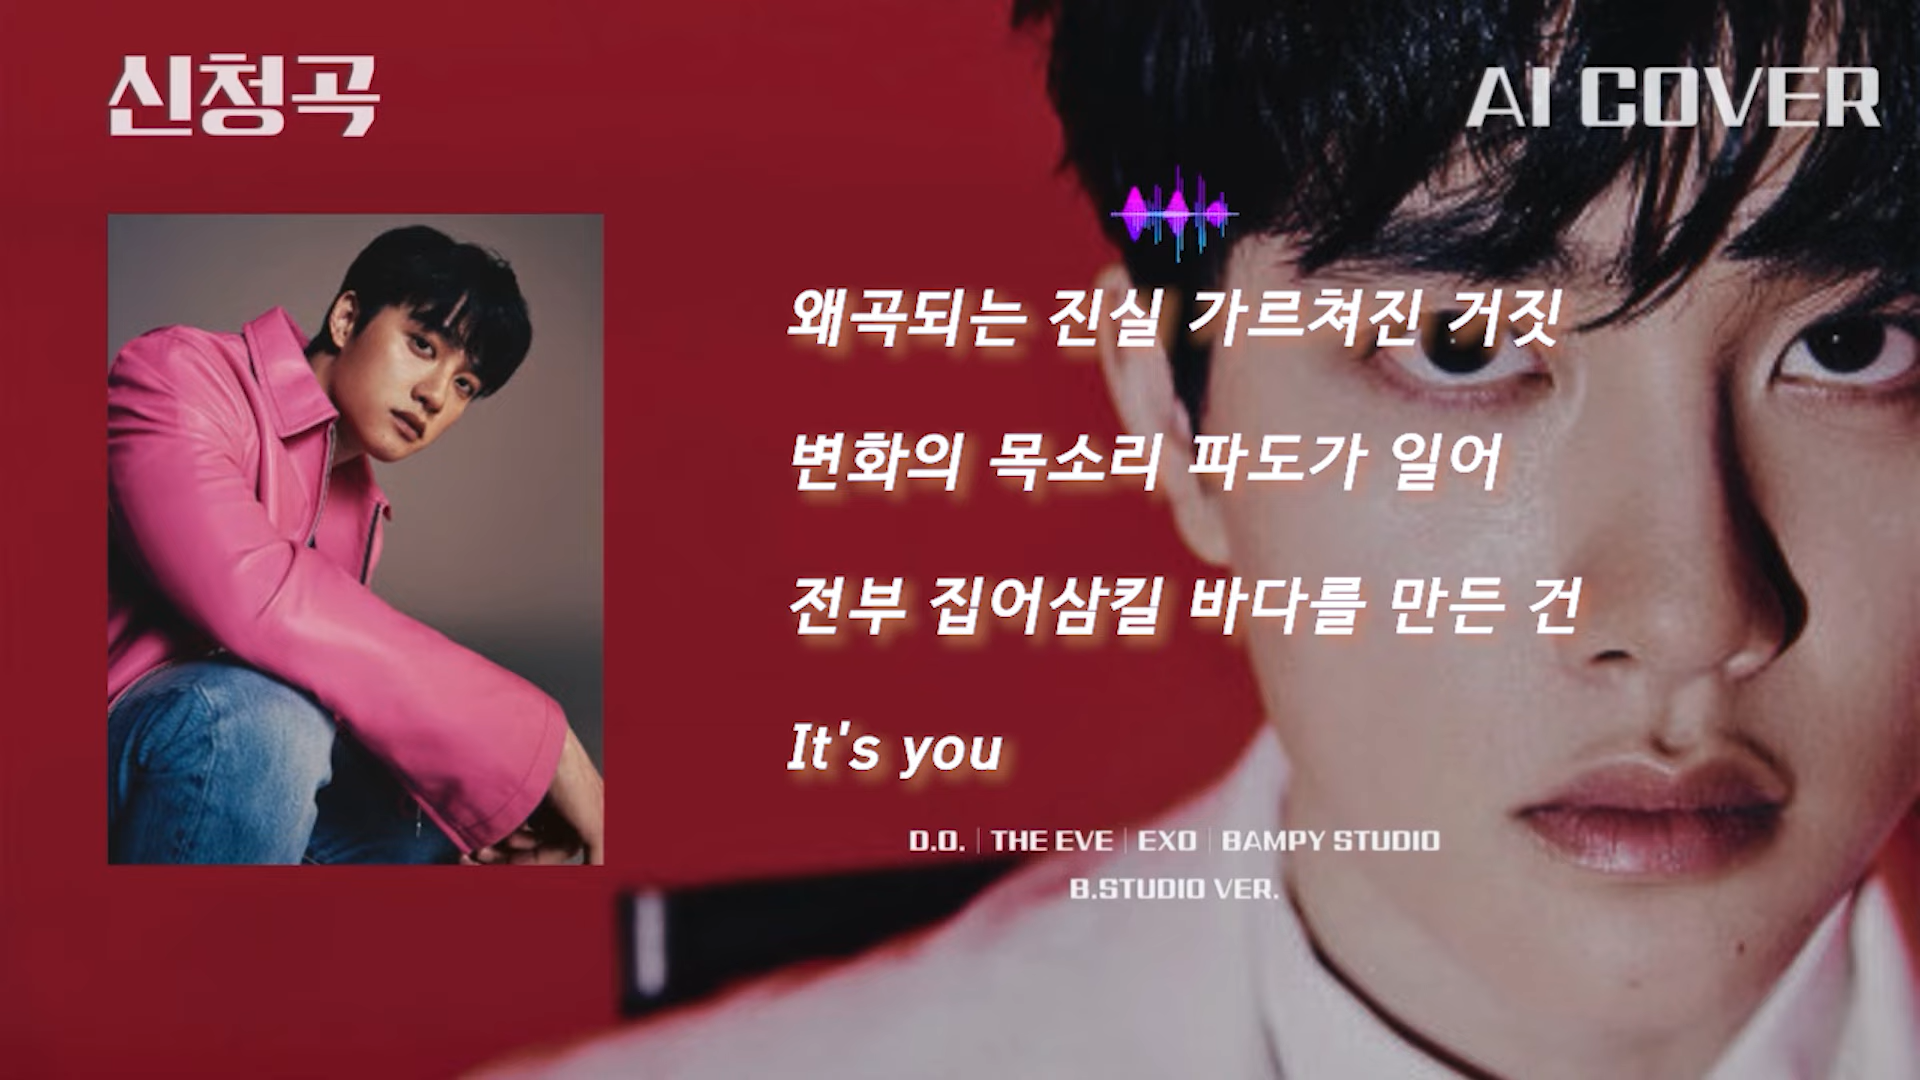 신청곡
AI COVER
왜곡되는 진실 가르쳐진 거짓
변화의 목소리 파도가 일어
전부 집어삼킬 바다를 만든 건
It's you
D.O. | THE EVE | EXO | BAMPY STUDIO
B.STUDIO VER.